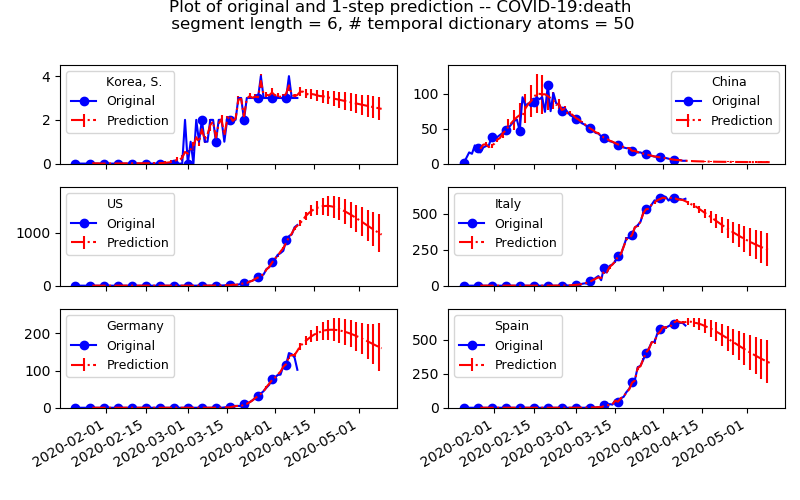 Plot of original and 1-step prediction -- COVID-19:death
segment length = 6, # temporal dictionary atoms = 50
4
2
0
Korea, S.
Original
Prediction
100
50
0
China
Original
Prediction
1000
0
US
Original
Prediction
500
250
0
Italy
Original
Prediction
200
100
0
Germany
Original
Prediction
500
250
0
Spain
Original
Prediction
2020-02-01
2020-02-15
2020-03-01
2020-03-15
2020-04-01
2020-04-15
2020-05-01
2020-02-01
2020-02-15
2020-03-01
2020-03-15
2020-04-01
2020-04-15
2020-05-01